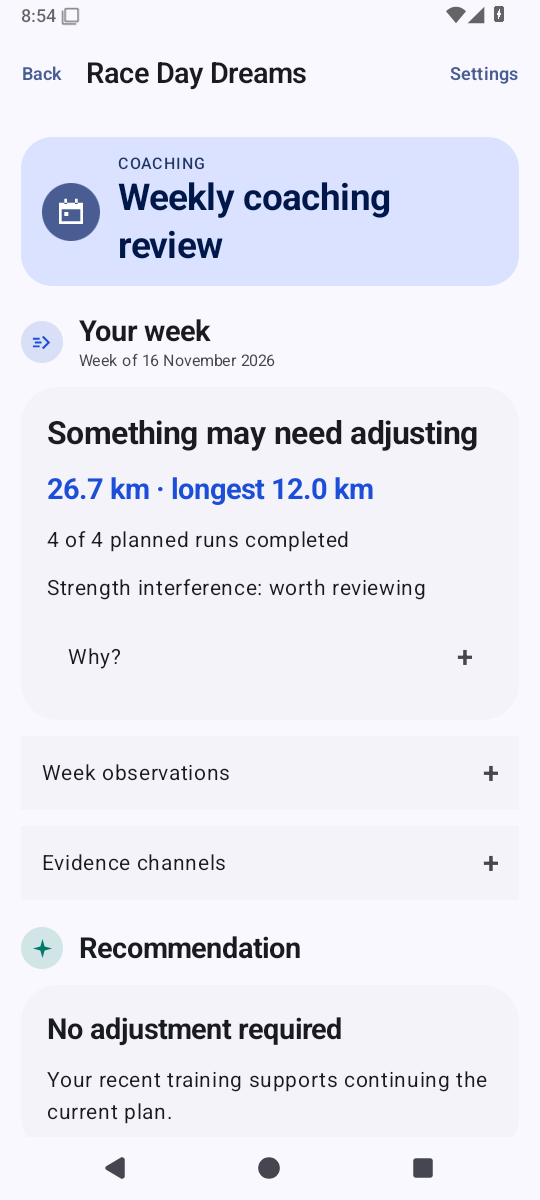 8:54
Back Race Day Dreams Settings
COACHING
Weekly coaching
review
Your week
Week of 16 November 2026
Something may need adjusting
26.7 km · longest 12.0 km
4 of 4 planned runs completed
Strength interference: worth reviewing
Why? +
Week observations +
Evidence channels +
Recommendation
No adjustment required
Your recent training supports continuing the
current plan.